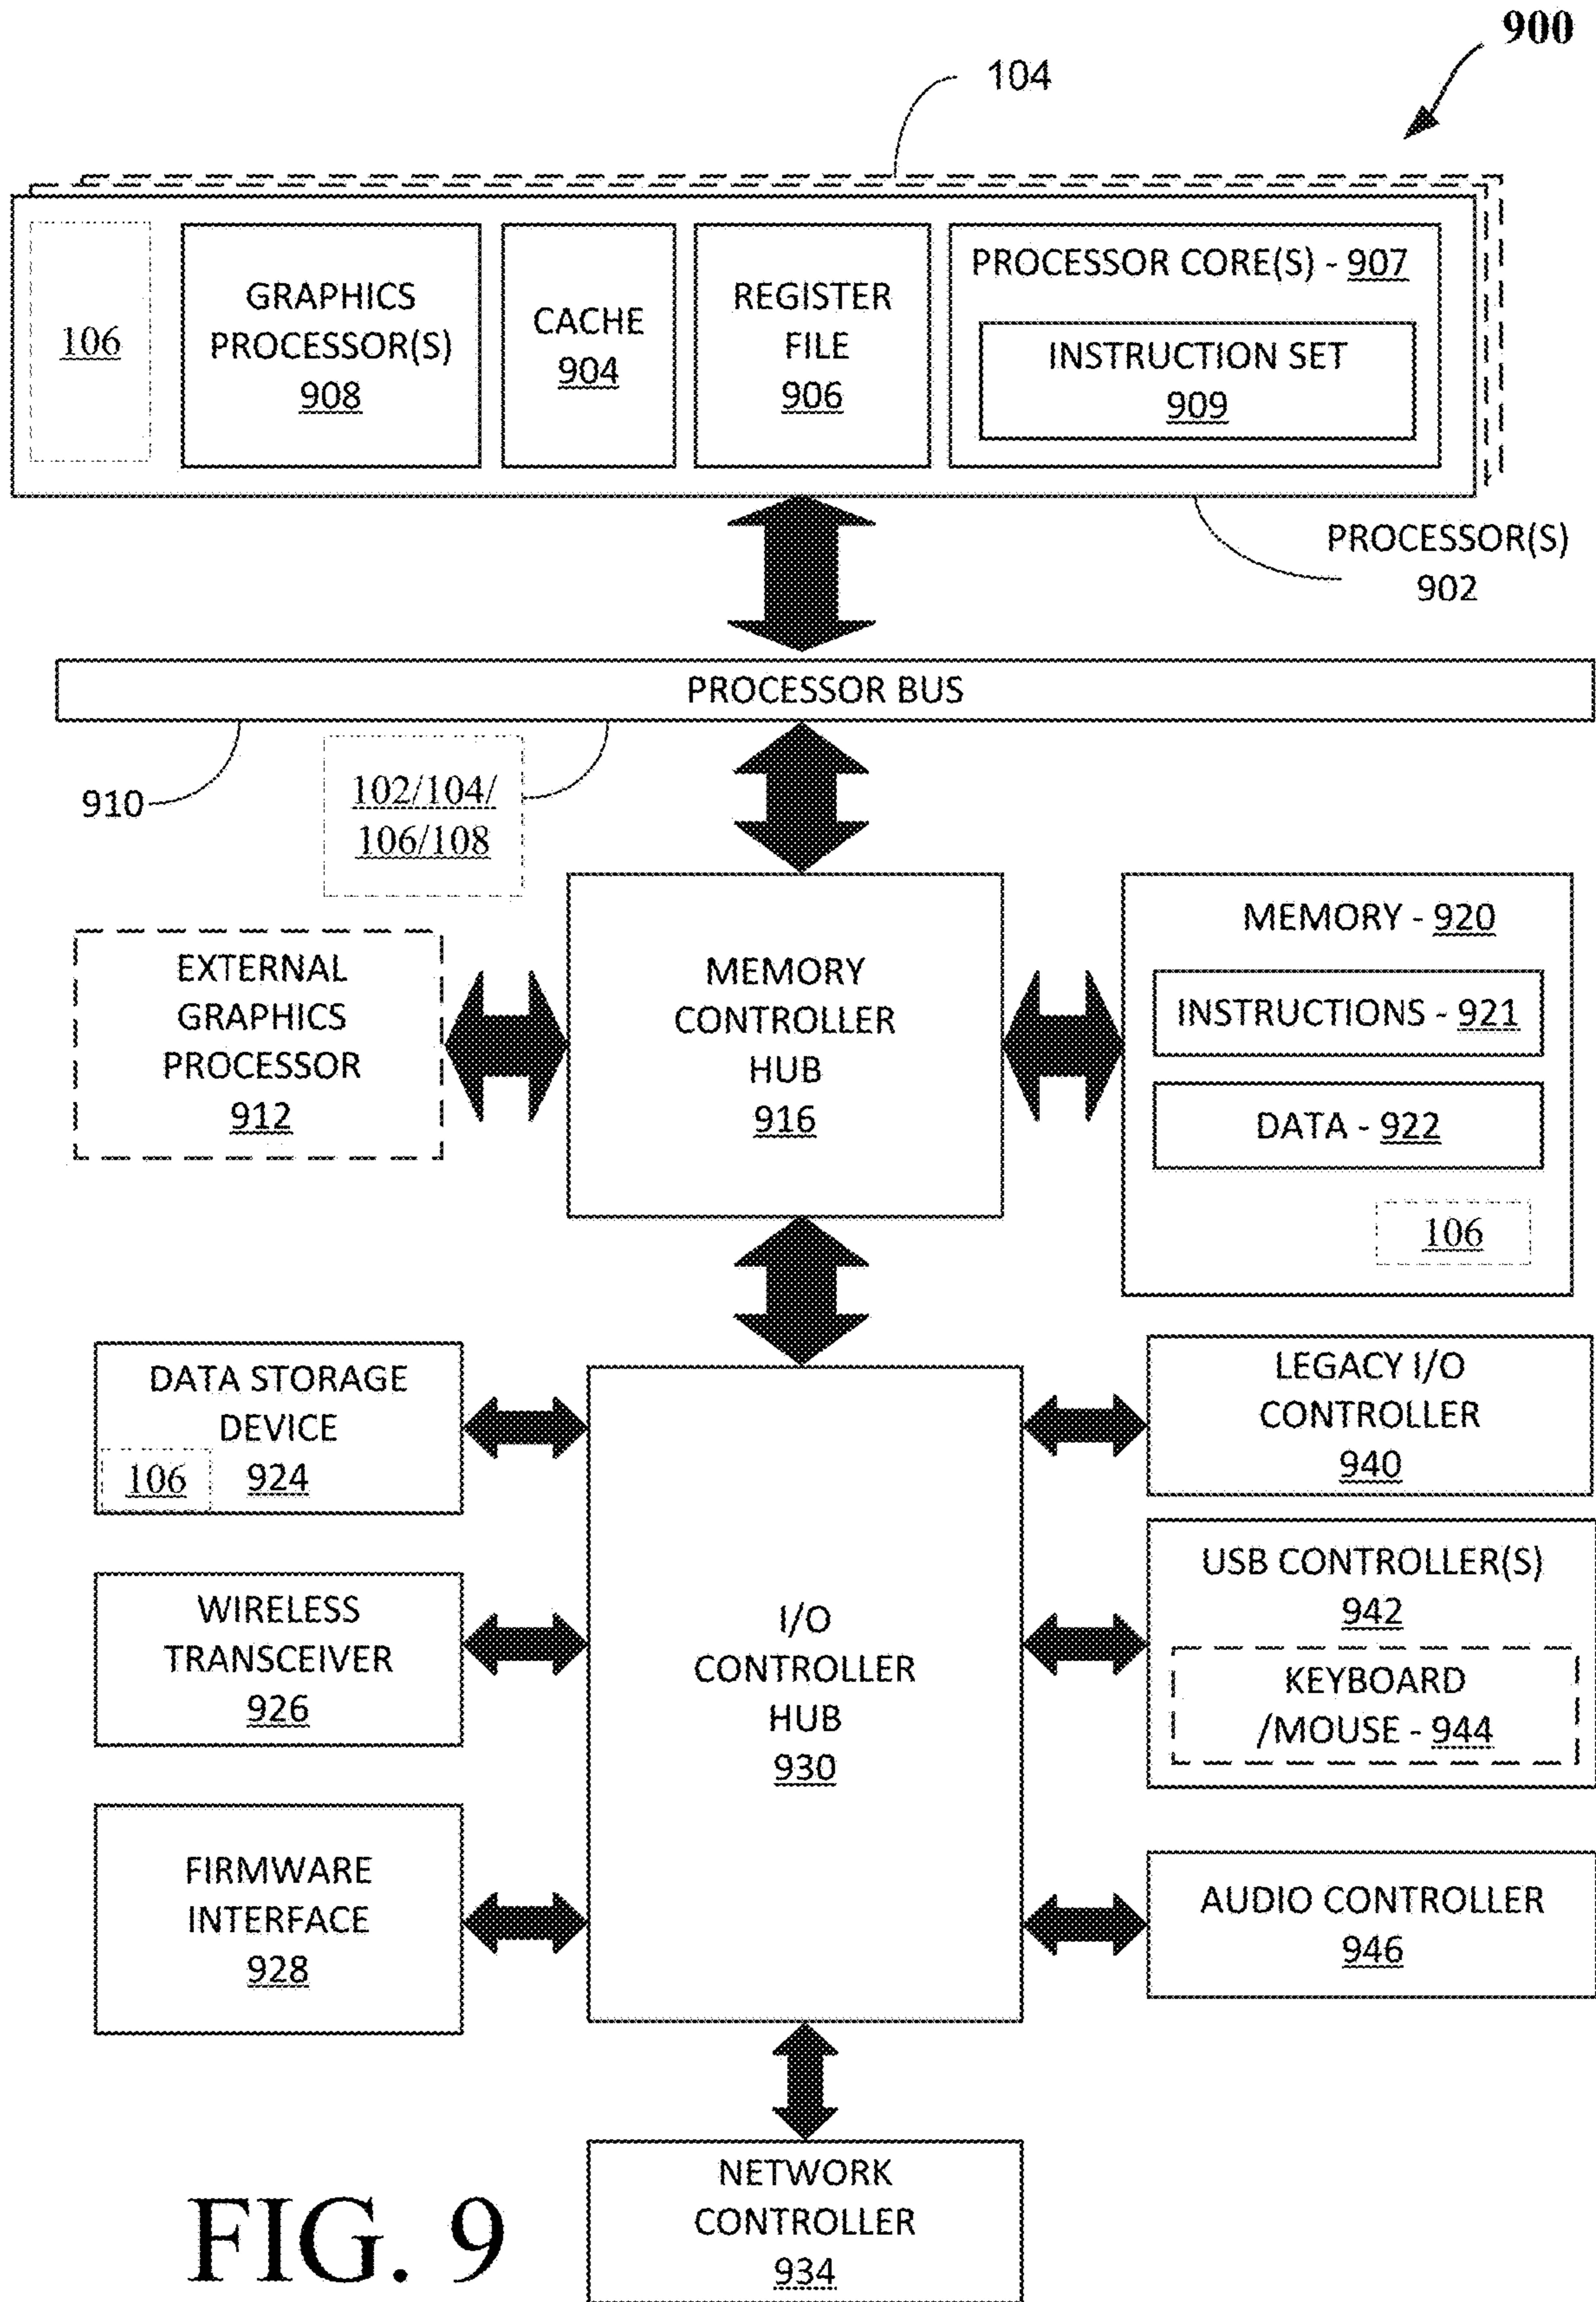 900
104
106
GRAPHICS
PROCESSOR(S)
908
CACHE
904
REGISTER
FILE
906
PROCESSOR CORE(S) - 907
INSTRUCTION SET
909
PROCESSOR(S)
902
PROCESSOR BUS
910
102/104/
106/108
EXTERNAL
GRAPHICS
PROCESSOR
912
MEMORY
CONTROLLER
HUB
916
MEMORY - 920
INSTRUCTIONS - 921
DATA - 922
106
DATA STORAGE
DEVICE
106 924
LEGACY I/O
CONTROLLER
940
WIRELESS
TRANSCEIVER
926
I/O
CONTROLLER
HUB
930
USB CONTROLLER(S)
942
KEYBOARD
/MOUSE - 944
FIRMWARE
INTERFACE
928
AUDIO CONTROLLER
946
NETWORK
CONTROLLER
934
FIG. 9